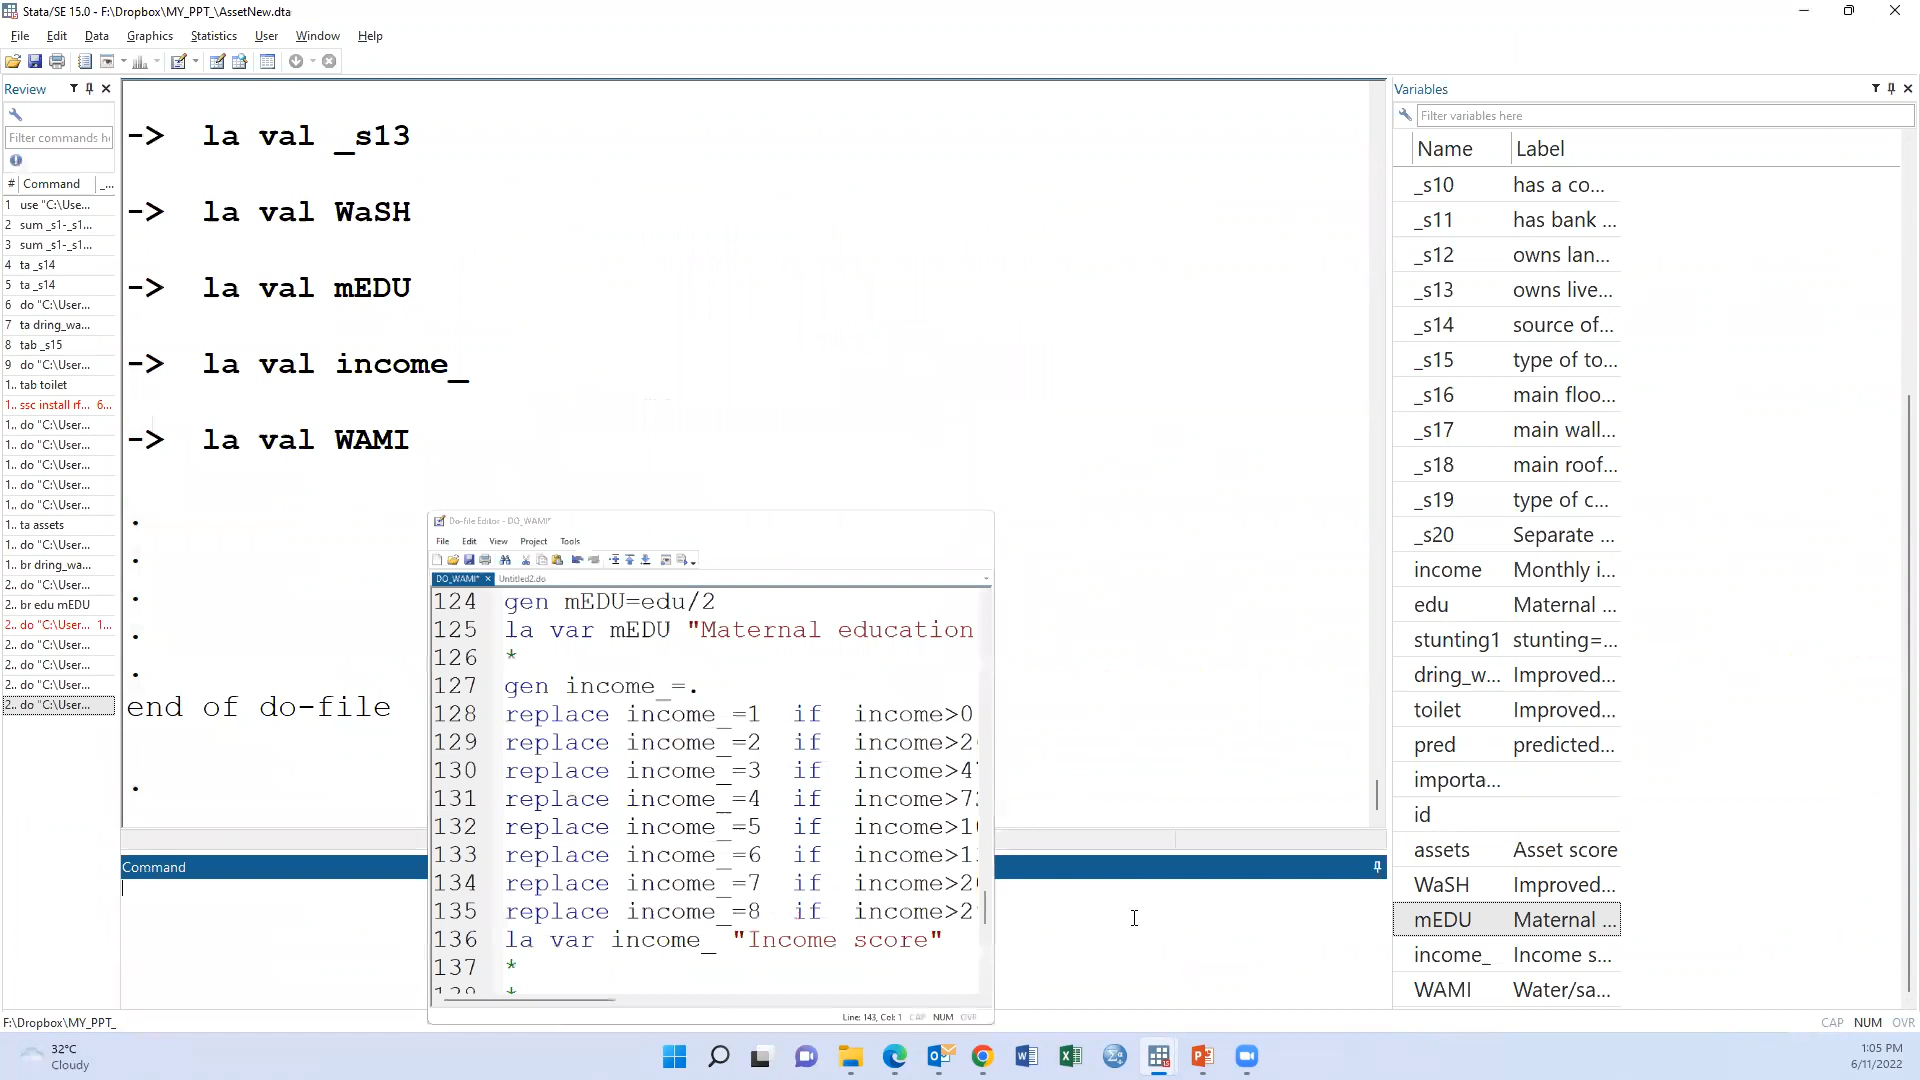 Stata/SE 15.0 - F:\Dropbox\MY_PPT_\AssetNew.dta
File Edit Data Graphics Statistics User Window Help
Review
Filter commands he
# Command _...
1 use "C:\Use...
2 sum _s1-_s1...
3 sum _s1-_s1...
4 ta _s14
5 ta _s14
6 do "C:\User...
7 ta dring_wa...
8 tab _s15
9 do "C:\User...
1.. tab toilet
1.. ssc install rf... 6...
1.. do "C:\User...
1.. do "C:\User...
1.. do "C:\User...
1.. do "C:\User...
1.. do "C:\User...
1.. ta assets
1.. do "C:\User...
1.. br dring_wa...
2.. do "C:\User...
2.. br edu mEDU
2.. do "C:\User... 1...
2.. do "C:\User...
2.. do "C:\User...
2.. do "C:\User...
2.. do "C:\User...
-> la val _s13
-> la val WaSH
-> la val mEDU
-> la val income_
-> la val WAMI
.
.
.
.
.
end of do-file
.
Command
Do-file Editor - DO_WAMI*
File Edit View Project Tools
DO_WAMI* Untitled2.do
124 gen mEDU=edu/2
125 la var mEDU "Maternal education
126 *
127 gen income_=.
128 replace income_=1 if income>0
129 replace income_=2 if income>2
130 replace income_=3 if income>4
131 replace income_=4 if income>7
132 replace income_=5 if income>1
133 replace income_=6 if income>1
134 replace income_=7 if income>2
135 replace income_=8 if income>2
136 la var income_ "Income score"
137 *
138 *
Line: 143, Col: 1 CAP NUM OVR
Variables
Filter variables here
Name Label
_s10 has a co...
_s11 has bank ...
_s12 owns lan...
_s13 owns live...
_s14 source of...
_s15 type of to...
_s16 main floo...
_s17 main wall...
_s18 main roof...
_s19 type of c...
_s20 Separate ...
income Monthly i...
edu Maternal ...
stunting1 stunting=...
dring_w... Improved...
toilet Improved...
pred predicted...
importa...
id
assets Asset score
WaSH Improved...
mEDU Maternal ...
income_ Income s...
WAMI Water/sa...
F:\Dropbox\MY_PPT_
CAP NUM OVR
32°C
Cloudy
1:05 PM
6/11/2022